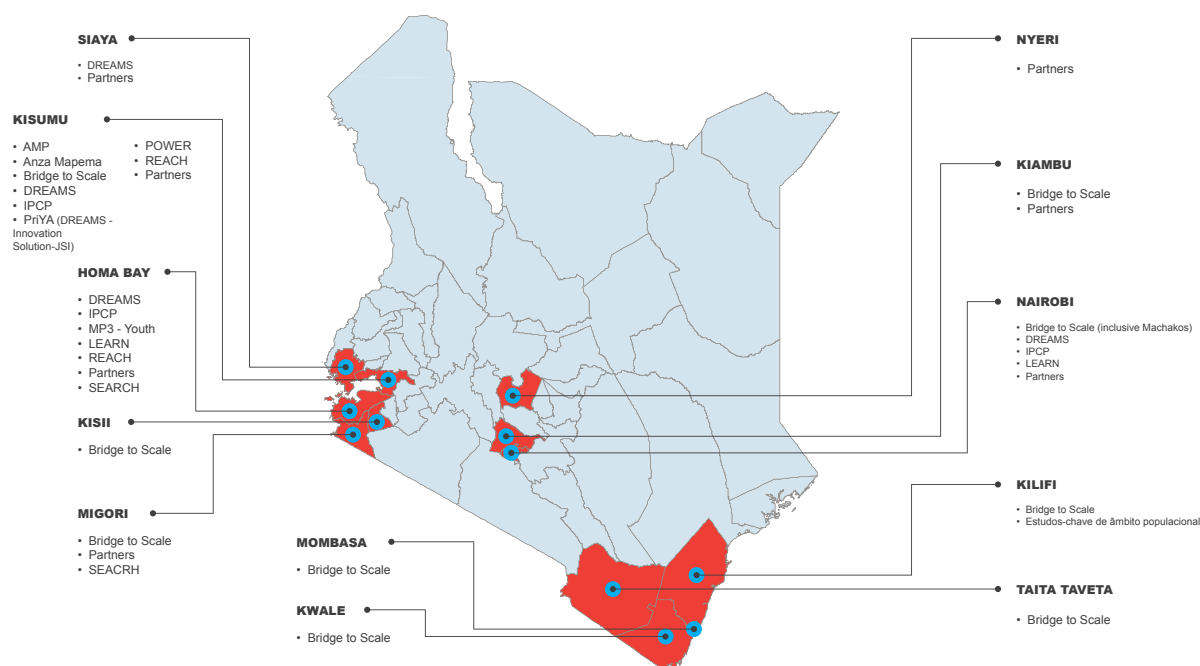 SIAYA
• DREAMS
• Partners
KISUMU
• AMP
• Anza Mapema
• Bridge to Scale
• DREAMS
• IPCP
• PriYA (DREAMS -
Innovation
Solution-JSI)
• POWER
• REACH
• Partners
HOMA BAY
• DREAMS
• IPCP
• MP3 - Youth
• LEARN
• REACH
• Partners
• SEARCH
KISII
• Bridge to Scale
MIGORI
• Bridge to Scale
• Partners
• SEACRH
MOMBASA
• Bridge to Scale
KWALE
• Bridge to Scale
NYERI
• Partners
KIAMBU
• Bridge to Scale
• Partners
NAIROBI
• Bridge to Scale (inclusive Machakos)
• DREAMS
• IPCP
• LEARN
• Partners
KILIFI
• Bridge to Scale
• Estudos-chave de âmbito populacional
TAITA TAVETA
• Bridge to Scale